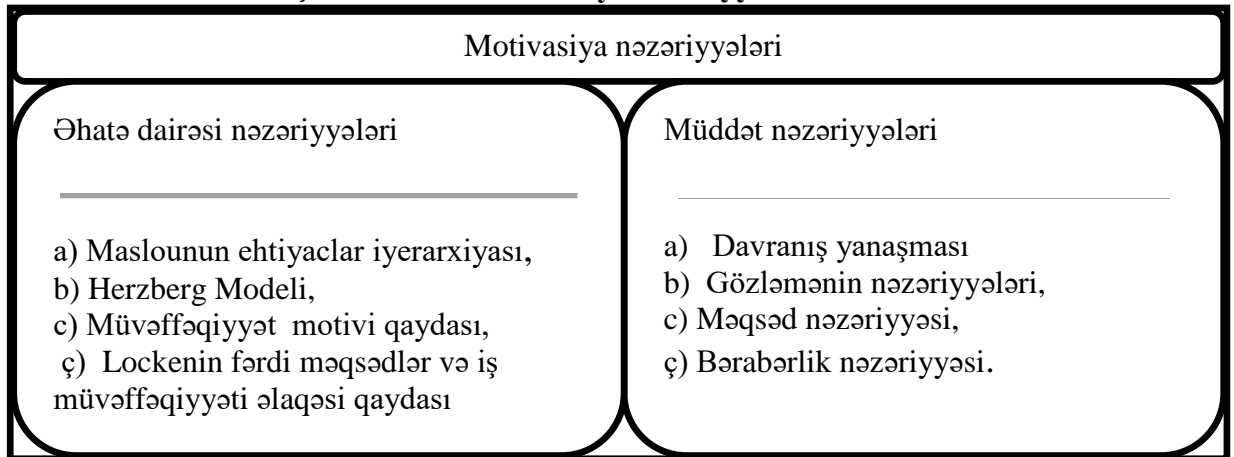 Motivasiya nəzəriyyələri
Əhatə dairəsi nəzəriyyələri
a) Maslounun ehtiyaclar iyerarxiyası,
b) Herzberg Modeli,
c) Müvəffəqiyyət motivi qaydası,
ç) Lockenin fərdi məqsədlər və iş
müvəffəqiyyəti əlaqəsi qaydası
Müddət nəzəriyyələri
a) Davranış yanaşması
b) Gözləmənin nəzəriyyələri,
c) Məqsəd nəzəriyyəsi,
ç) Bərabərlik nəzəriyyəsi.